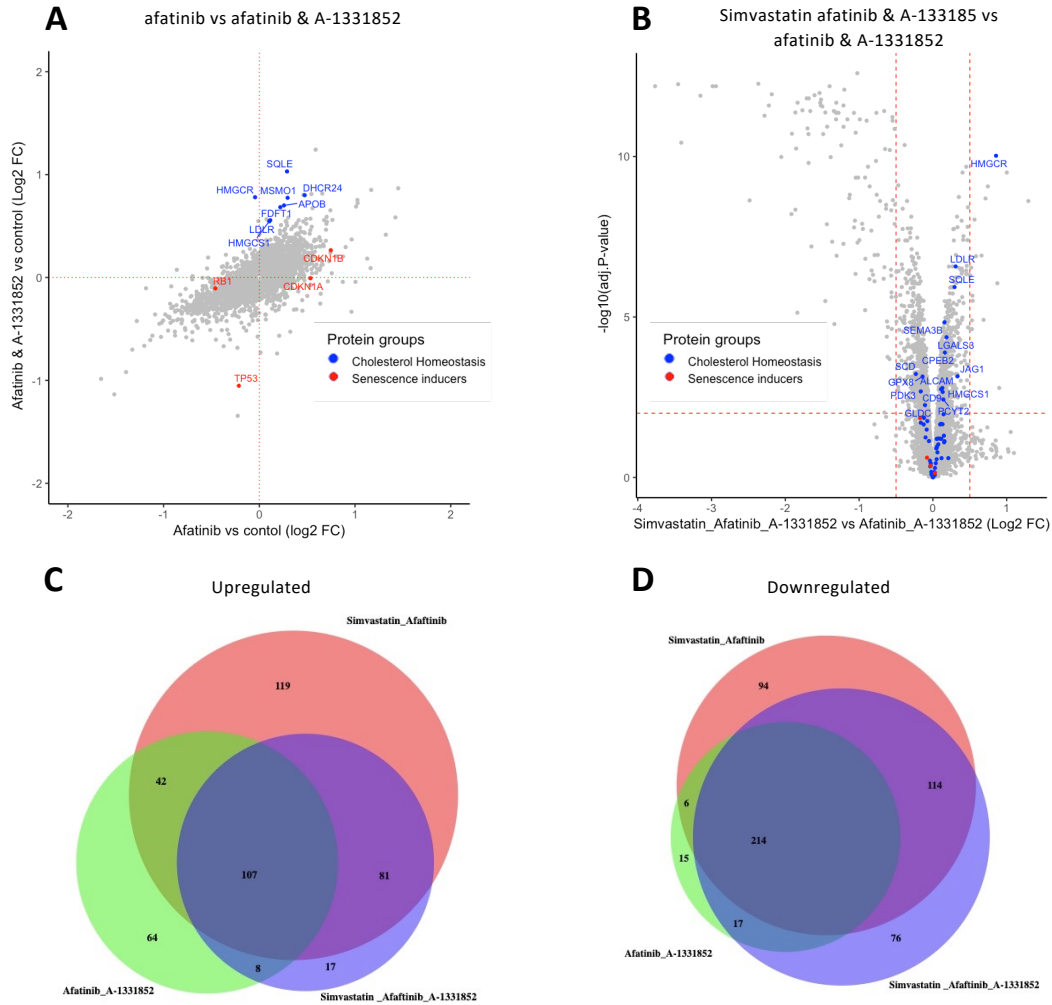 A
afatinib vs afatinib & A-1331852
Afatinib & A-1331852 vs control (Log2 FC)
2
1
0
-1
-2
SQLE
HMGCR
MSMO1
DHCR24
APOB
FDFT1
LDLR
HMGCS1
CDKN1B
RB1
CDKN1A
TP53
Protein groups
Cholesterol Homeostasis
Senescence inducers
-2
-1
0
1
2
Afatinib vs contol (log2 FC)
B
Simvastatin afatinib & A-133185 vs
afatinib & A-1331852
-log10(adj.P-value)
10
5
0
HMGCR
LDLR
SQLE
SEMA3B
LGALS3
CPEB2
SCD
JAG1
GPX8
ALCAM
PDK3
HMGCS1
CD9
GLDC
PCYT2
Protein groups
Cholesterol Homeostasis
Senescence inducers
-4
-3
-2
-1
0
1
Simvastatin_Afatinib_A-1331852 vs Afatinib_A-1331852 (Log2 FC)
C
Upregulated
Simvastatin_Afaftinib
119
42
107
81
64
8
17
Afatinib_A-1331852
Simvastatin _Afaftinib_A-1331852
D
Downregulated
Simvastatin_Afaftinib
94
114
6
214
15
17
76
Afatinib_A-1331852
Simvastatin _Afaftinib_A-1331852